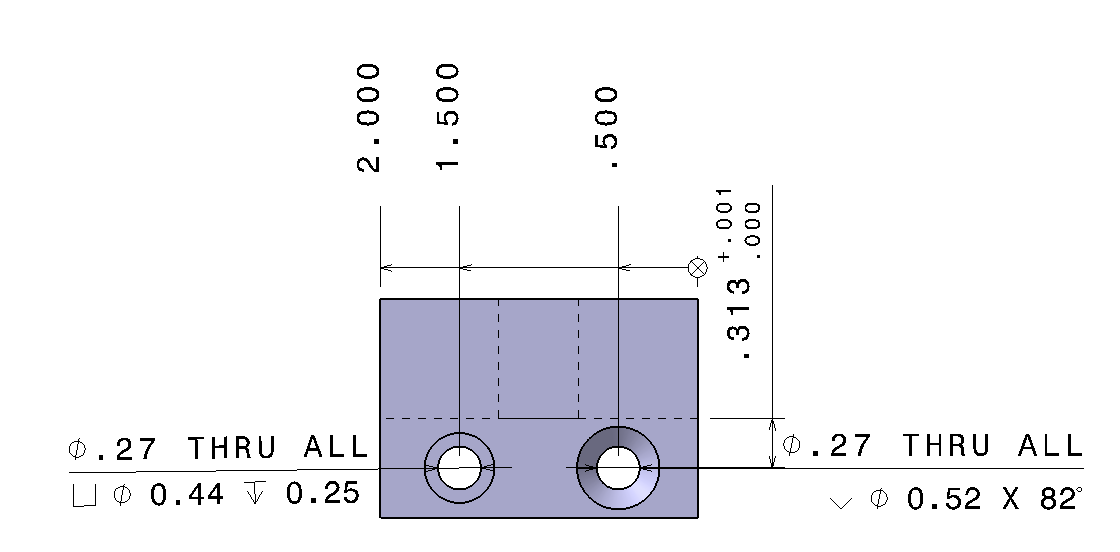 2.000
1.500
.500
+.001
.000
.313
⌀.27 THRU ALL
⌴ ⌀ 0.44 ↧ 0.25
⌀.27 THRU ALL
⌵ ⌀ 0.52 X 82°